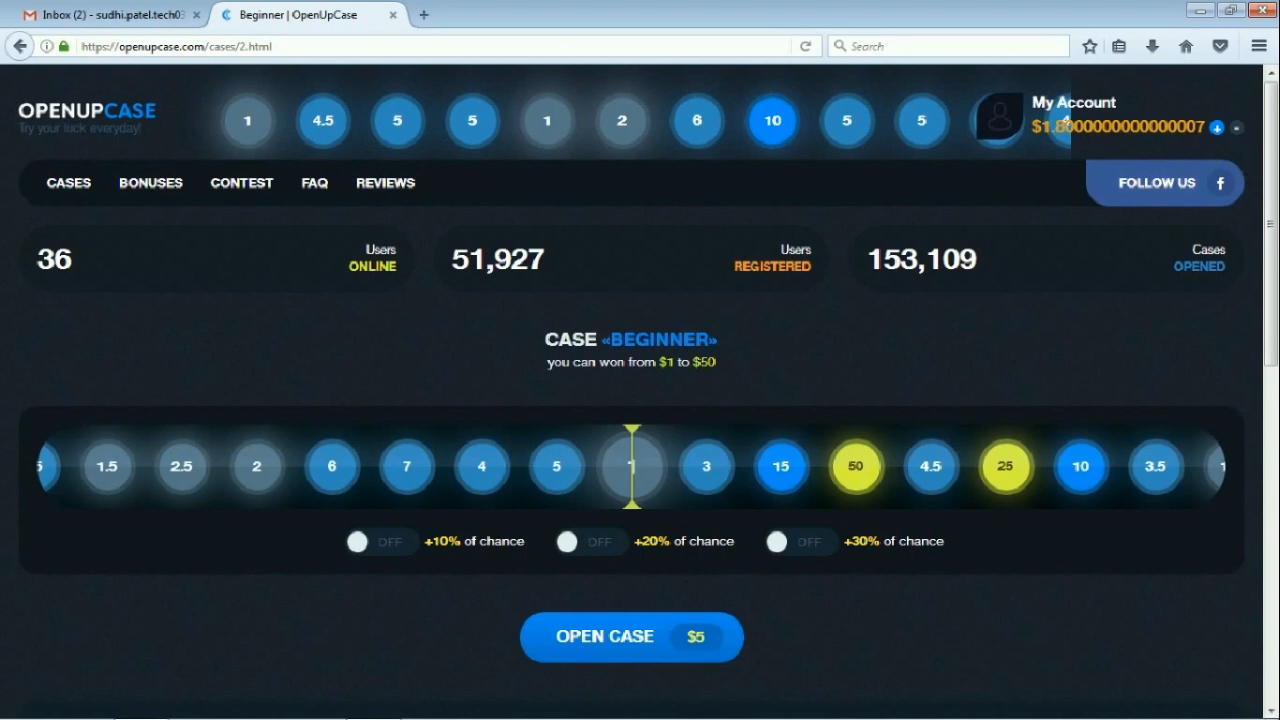 Inbox (2) - sudhi.patel.tech03
Beginner | OpenUpCase
https://openupcase.com/cases/2.html
Search
OPENUPCASE
Try your luck everyday!
1 4.5 5 5 1 2 6 10 5 5
My Account
$1.8000000000000007
CASES BONUSES CONTEST FAQ REVIEWS
FOLLOW US f
36 Users ONLINE
51,927 Users REGISTERED
153,109 Cases OPENED
CASE «BEGINNER»
you can won from $1 to $50
5 1.5 2.5 2 6 7 4 5 1 3 15 50 4.5 25 10 3.5 1
OFF +10% of chance OFF +20% of chance OFF +30% of chance
OPEN CASE $5